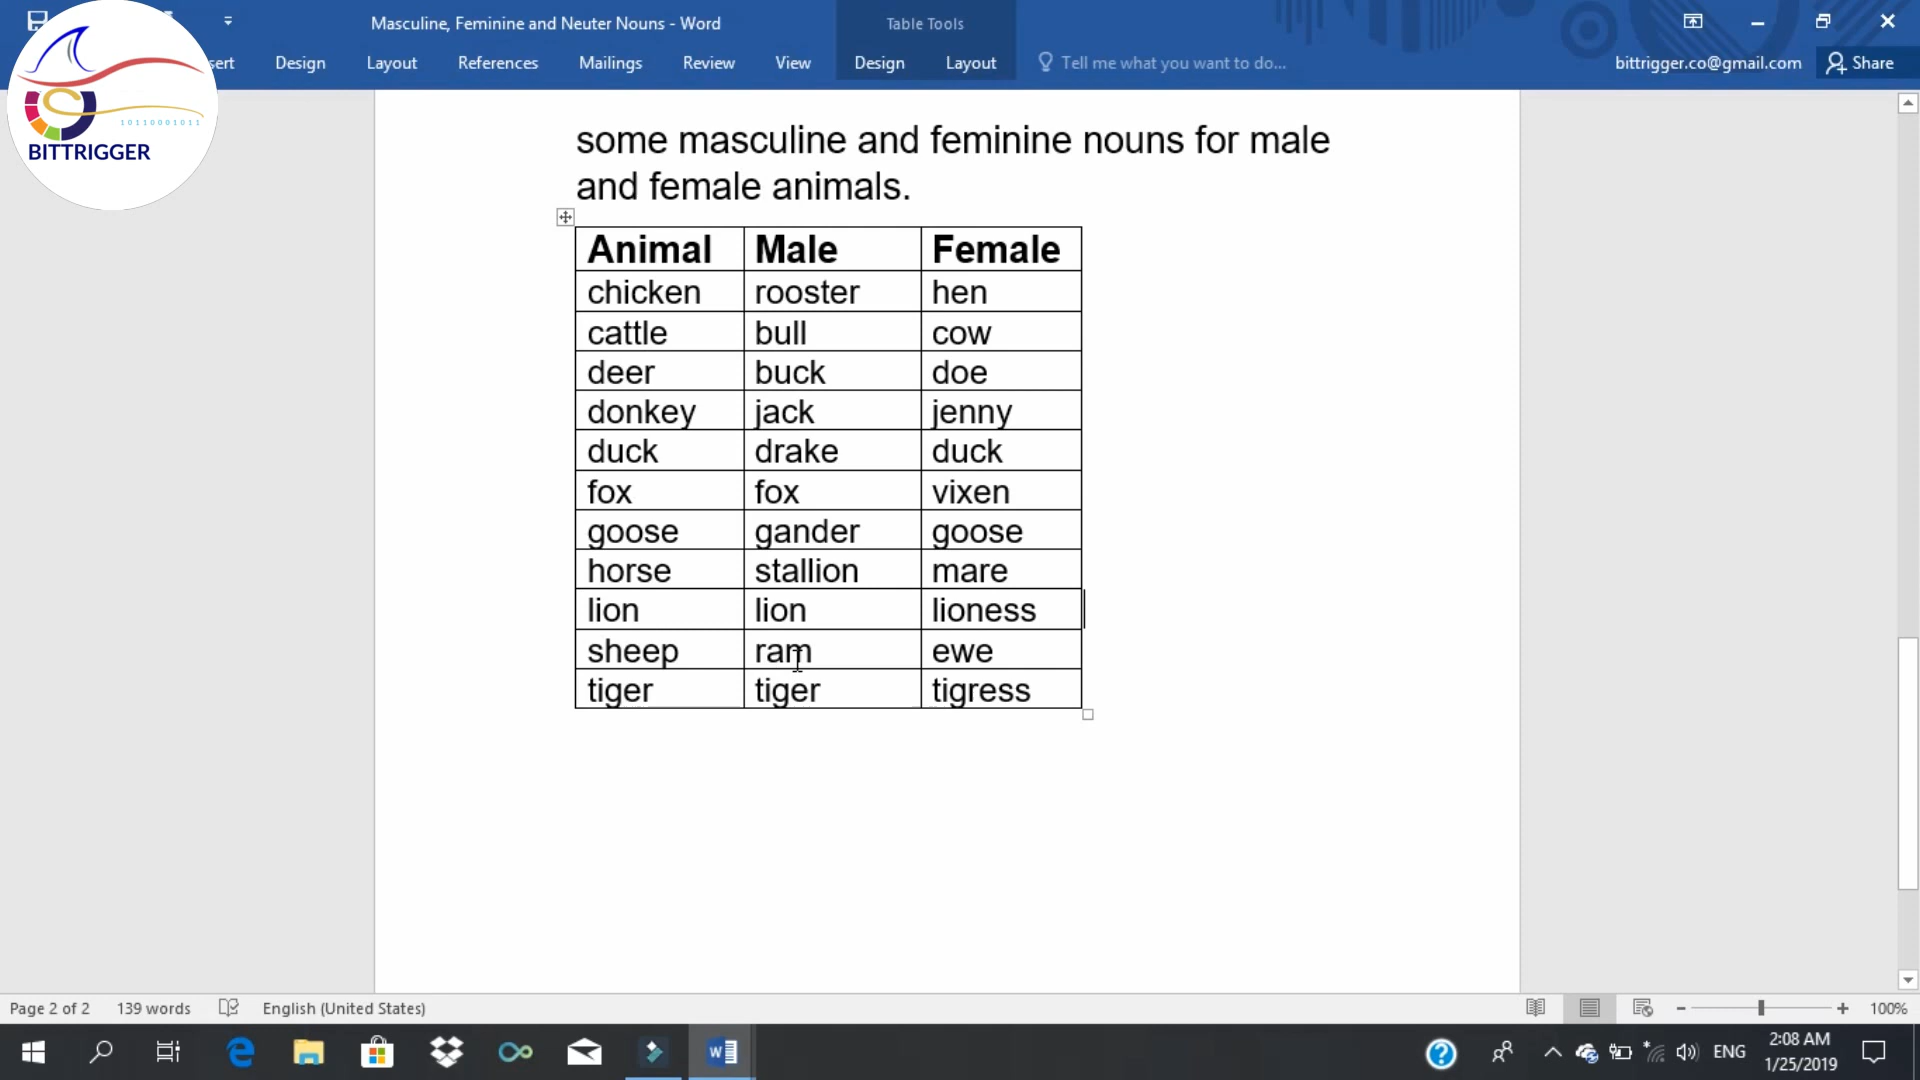 Masculine, Feminine and Neuter Nouns - Word
Table Tools
sert Design Layout References Mailings Review View Design Layout Tell me what you want to do... bittrigger.co@gmail.com Share
10110001011
BITTRIGGER
some masculine and feminine nouns for male
and female animals.
Animal Male Female
chicken rooster hen
cattle bull cow
deer buck doe
donkey jack jenny
duck drake duck
fox fox vixen
goose gander goose
horse stallion mare
lion lion lioness
sheep ram ewe
tiger tiger tigress
Page 2 of 2 139 words English (United States) 100%
ENG 2:08 AM
1/25/2019